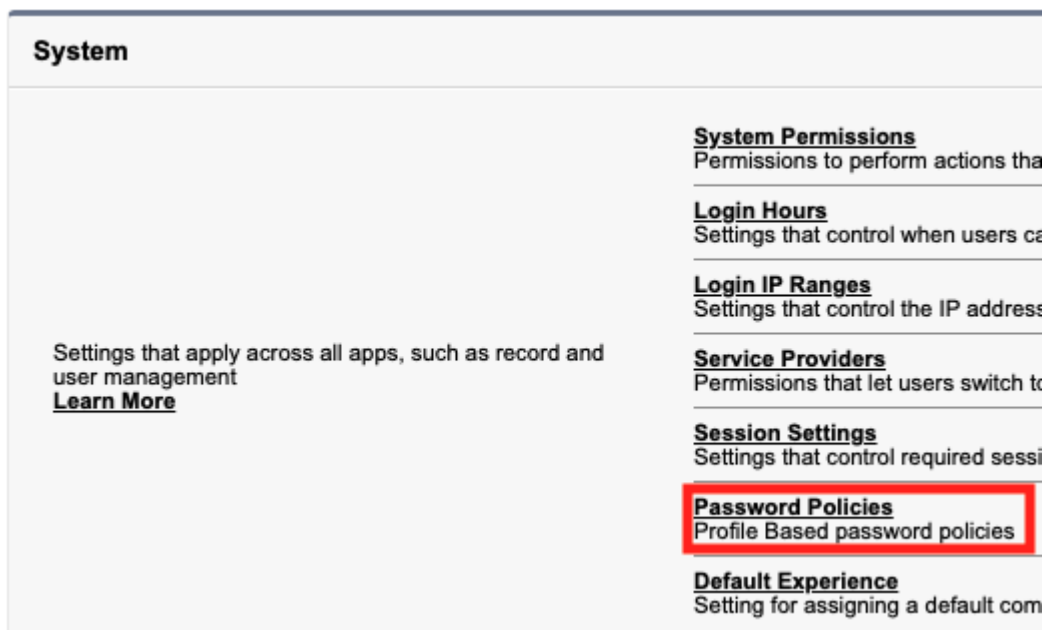 System
Settings that apply across all apps, such as record and
user management
Learn More
System Permissions
Permissions to perform actions tha
Login Hours
Settings that control when users ca
Login IP Ranges
Settings that control the IP address
Service Providers
Permissions that let users switch to
Session Settings
Settings that control required sessi
Password Policies
Profile Based password policies
Default Experience
Setting for assigning a default com